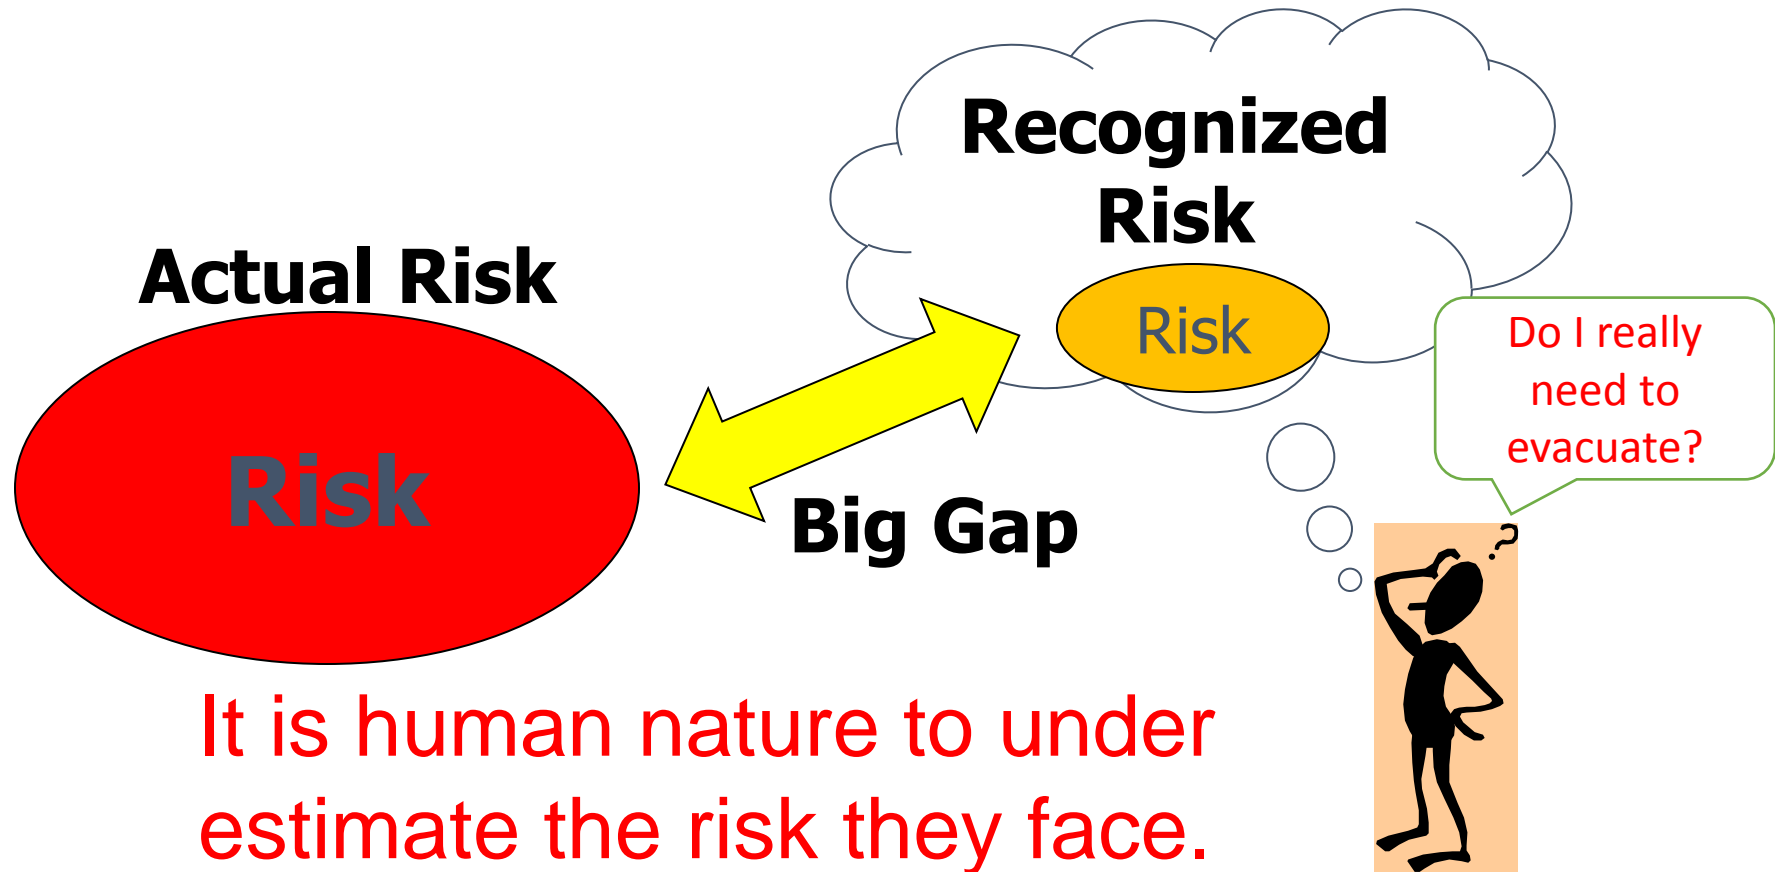 Recognized
Risk
Actual Risk
Risk
Do I really
need to
evacuate?
Risk
Big Gap
?
It is human nature to under
estimate the risk they face.